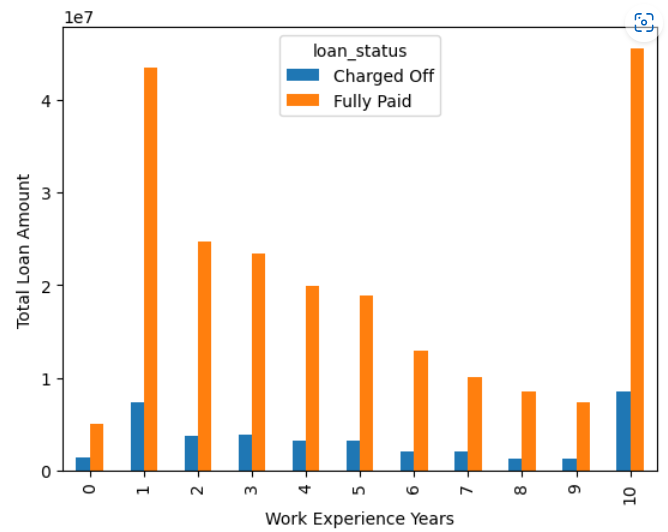 1e7
loan_status
Charged Off
Fully Paid
Total Loan Amount
4
3
2
1
0
0 1 2 3 4 5 6 7 8 9 10
Work Experience Years